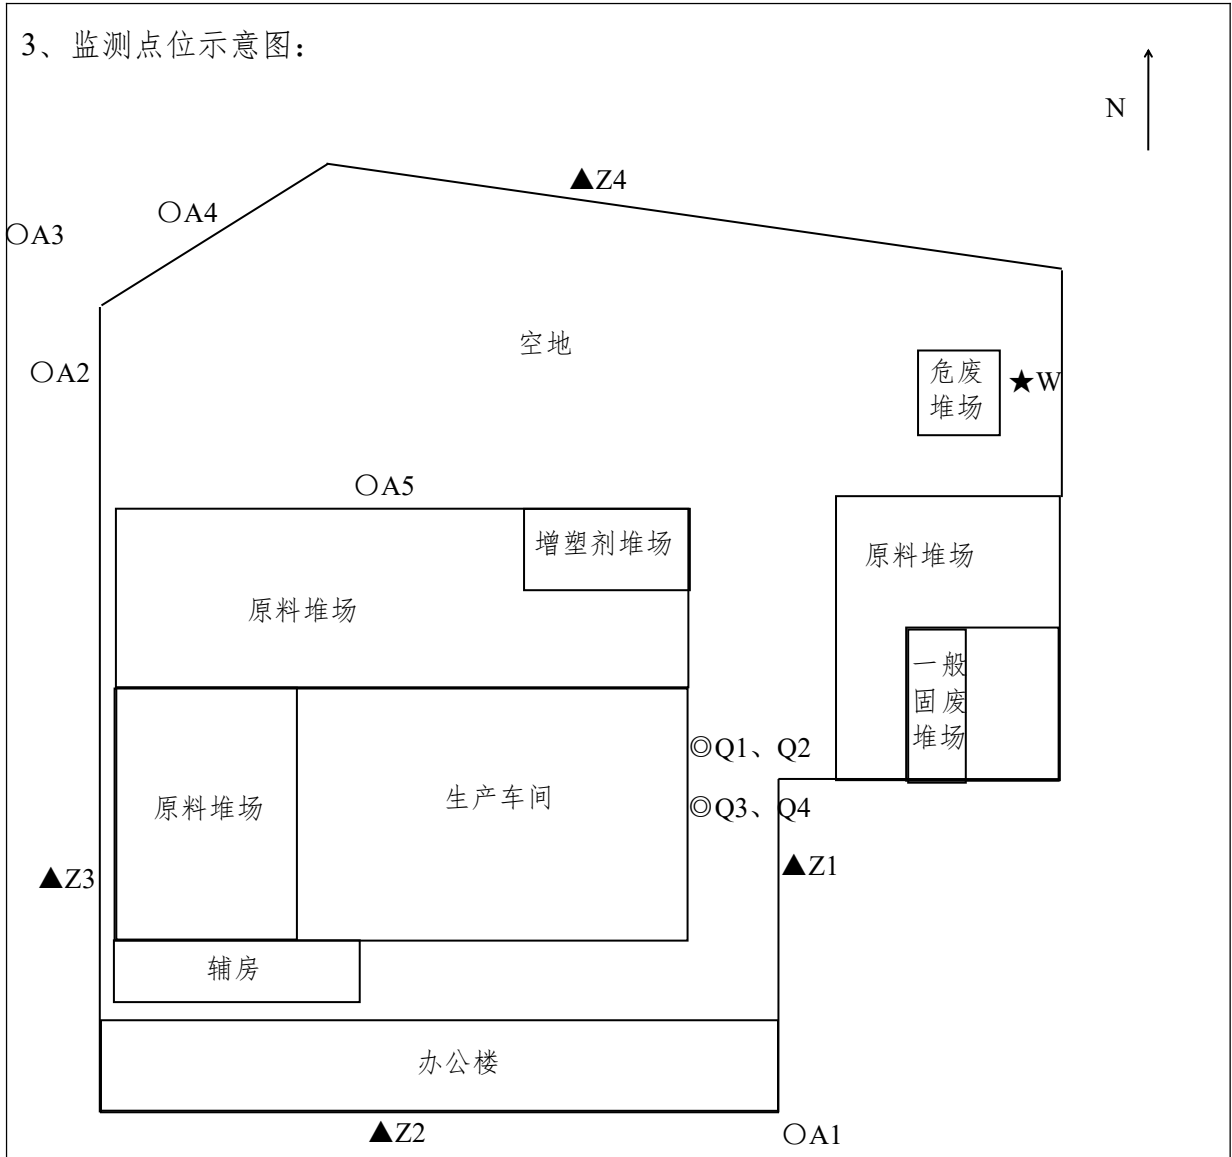 3、监测点位示意图：
N
▲Z4
○A4
○A3
空地
○A2
危废
堆场
★W
○A5
增塑剂堆场
原料堆场
原料堆场
一般
固废
堆场
◎Q1、Q2
原料堆场
生产车间
◎Q3、Q4
▲Z3
▲Z1
辅房
办公楼
▲Z2
○A1